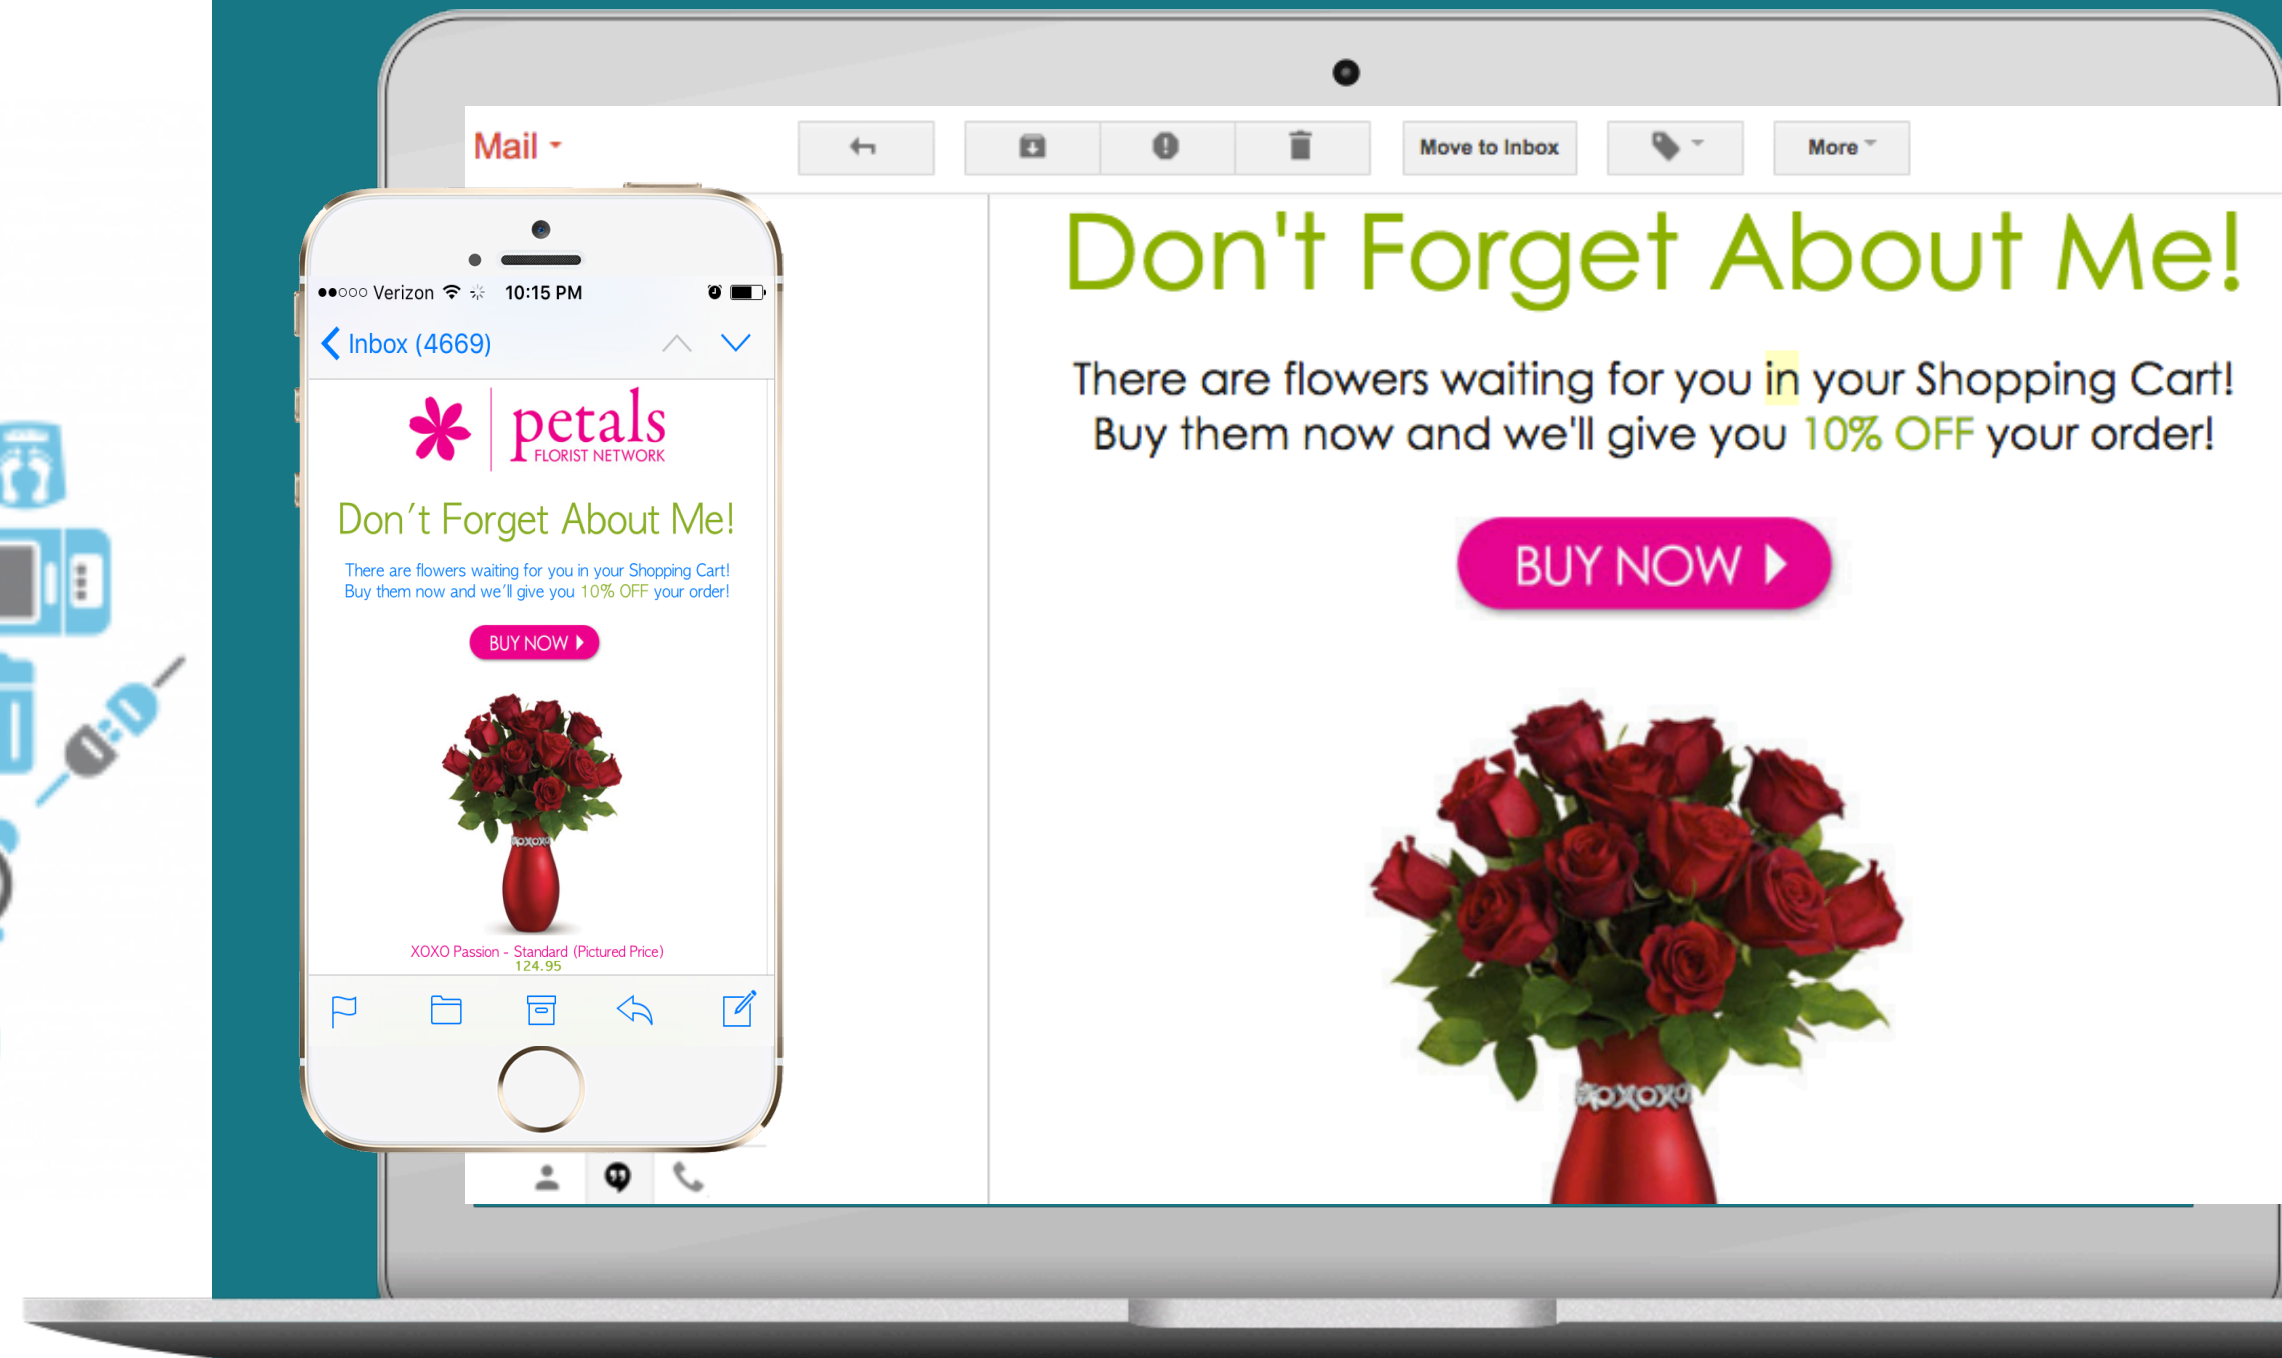 Mail
Move to Inbox
More
Don't Forget About Me!
There are flowers waiting for you in your Shopping Cart!
Buy them now and we'll give you 10% OFF your order!
BUY NOW
XOXOXO
Verizon 10:15 PM
Inbox (4669)
petals
FLORIST NETWORK
Don't Forget About Me!
There are flowers waiting for you in your Shopping Cart!
Buy them now and we'll give you 10% OFF your order!
BUY NOW
XOXOXO
XOXO Passion - Standard (Pictured Price)
124.95